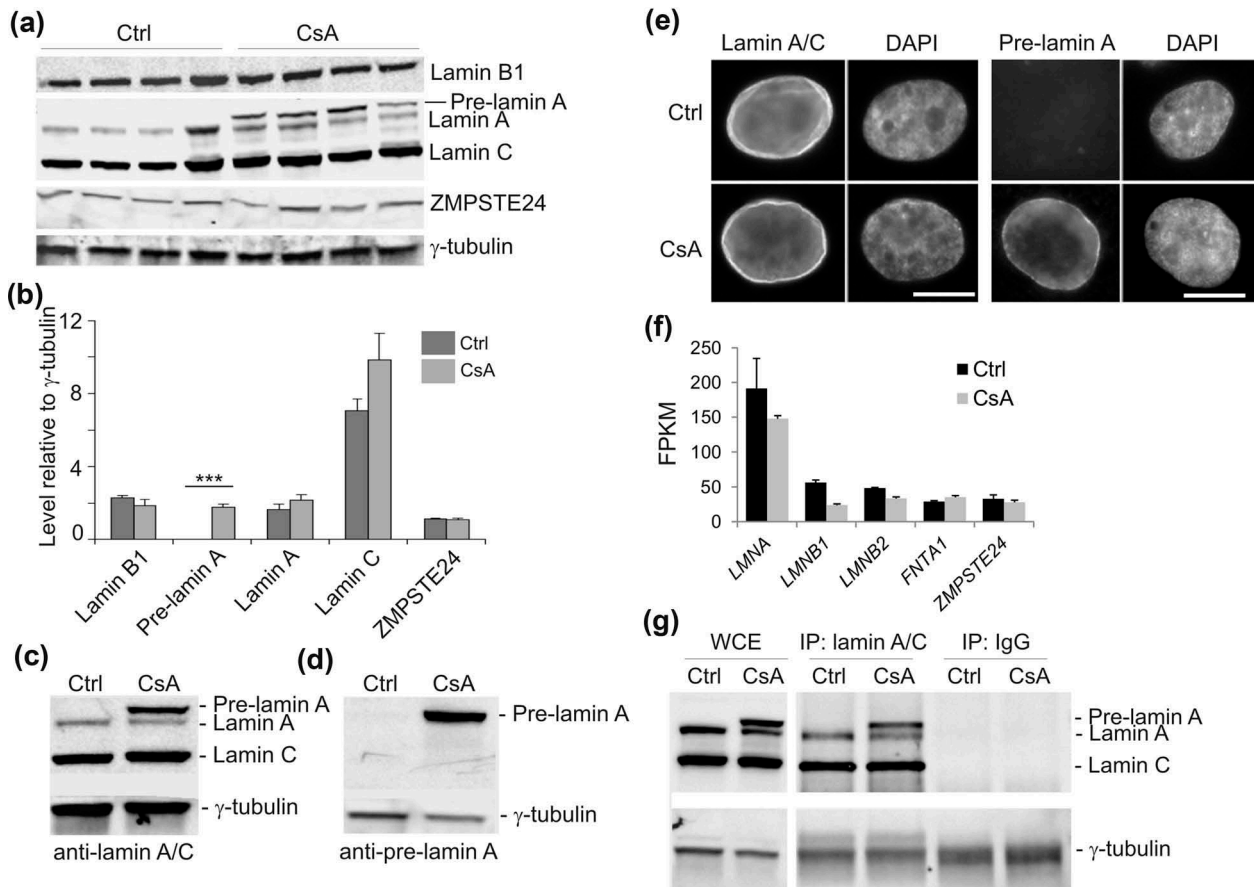 (a)
Ctrl CsA
Lamin B1
Pre-lamin A
Lamin A
Lamin C
ZMPSTE24
γ-tubulin
(b)
Level relative to γ-tubulin
12
8
4
0
***
Ctrl
CsA
Lamin B1
Pre-lamin A
Lamin A
Lamin C
ZMPSTE24
(c)
Ctrl CsA
- Pre-lamin A
- Lamin A
- Lamin C
- γ-tubulin
anti-lamin A/C
(d)
Ctrl CsA
- Pre-lamin A
- γ-tubulin
anti-pre-lamin A
(e)
Lamin A/C DAPI Pre-lamin A DAPI
Ctrl
CsA
(f)
FPKM
250
200
150
100
50
0
Ctrl
CsA
LMNA
LMNB1
LMNB2
FNTA1
ZMPSTE24
(g)
WCE IP: lamin A/C IP: IgG
Ctrl CsA Ctrl CsA Ctrl CsA
- Pre-lamin A
- Lamin A
- Lamin C
- γ-tubulin